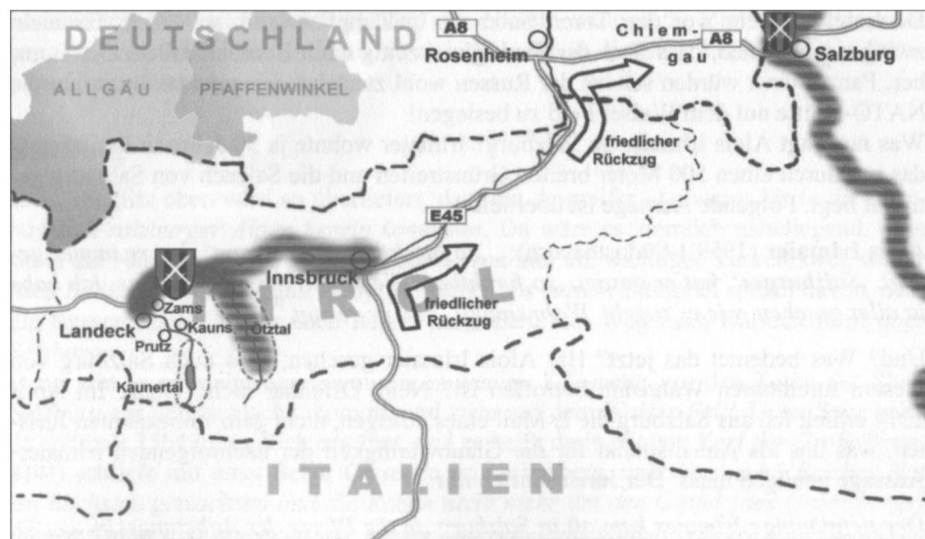 DEUTSCHLAND
A8
Chiem-
gau
A8
Salzburg
Rosenheim
ALLGÄU
PFAFFENWINKEL
friedlicher
Rückzug
E45
Innsbruck
TIROL
Zams
Landeck
Kauns
Prutz
Ötztal
friedlicher
Rückzug
Kaunertal
ITALIEN